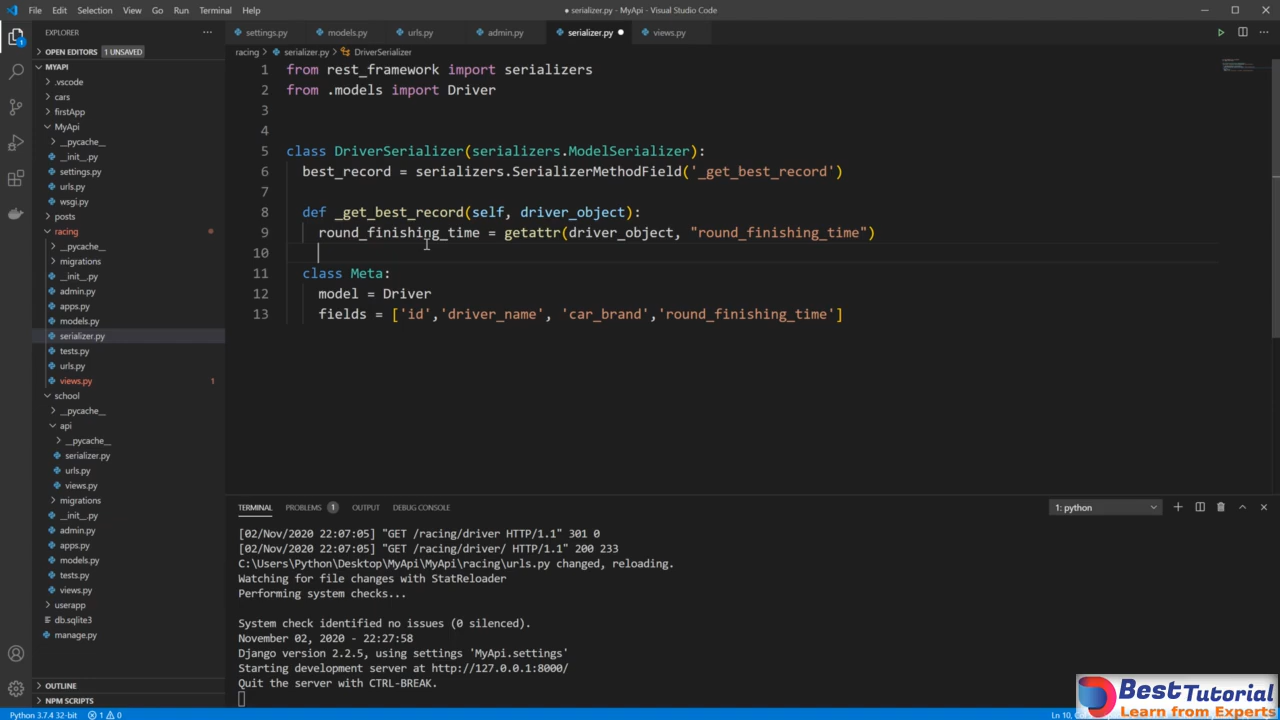 File Edit Selection View Go Run Terminal Help
● serializer.py - MyApi - Visual Studio Code
EXPLORER
settings.py models.py urls.py admin.py serializer.py views.py
OPEN EDITORS 1 UNSAVED
racing > serializer.py > DriverSerializer
MYAPI
.vscode
cars
firstApp
MyApi
__pycache__
__init__.py
settings.py
urls.py
wsgi.py
posts
racing
__pycache__
migrations
__init__.py
admin.py
apps.py
models.py
serializer.py
tests.py
urls.py
views.py 1
school
__pycache__
api
__pycache__
serializer.py
urls.py
views.py
migrations
__init__.py
admin.py
apps.py
models.py
tests.py
views.py
userapp
db.sqlite3
manage.py
OUTLINE
NPM SCRIPTS
1 from rest_framework import serializers
2 from .models import Driver
3
4
5 class DriverSerializer(serializers.ModelSerializer):
6 best_record = serializers.SerializerMethodField('_get_best_record')
7
8 def _get_best_record(self, driver_object):
9 round_finishing_time = getattr(driver_object, "round_finishing_time")
10
11 class Meta:
12 model = Driver
13 fields = ['id','driver_name', 'car_brand','round_finishing_time']
TERMINAL PROBLEMS 1 OUTPUT DEBUG CONSOLE 1: python
[02/Nov/2020 22:07:05] "GET /racing/driver HTTP/1.1" 301 0
[02/Nov/2020 22:07:05] "GET /racing/driver/ HTTP/1.1" 200 233
C:\Users\Python\Desktop\MyApi\MyApi\racing\urls.py changed, reloading.
Watching for file changes with StatReloader
Performing system checks...
System check identified no issues (0 silenced).
November 02, 2020 - 22:27:58
Django version 2.2.5, using settings 'MyApi.settings'
Starting development server at http://127.0.0.1:8000/
Quit the server with CTRL-BREAK.
Python 3.7.4 32-bit 1 0
Ln 10,
BestTutorial
Learn from Experts